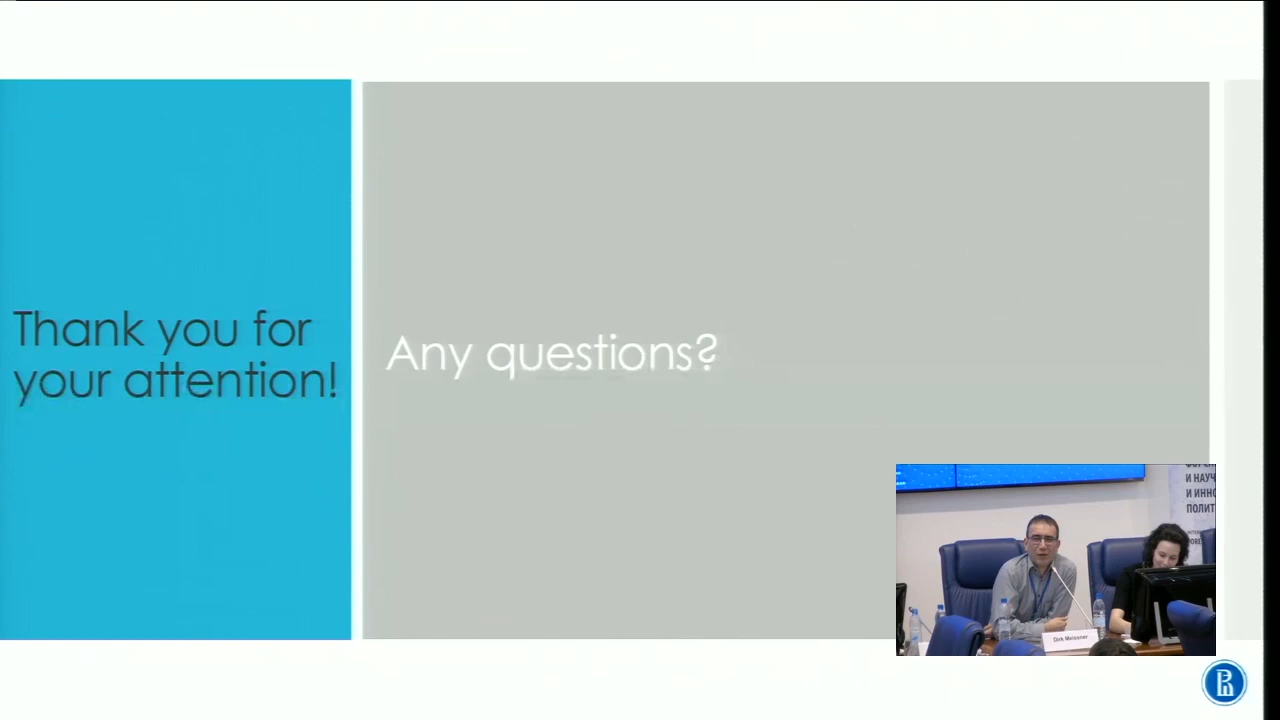 Thank you for
your attention!
Any questions?
И НАУЧ
И ИННО
ПОЛИТ
Dirk Meissner